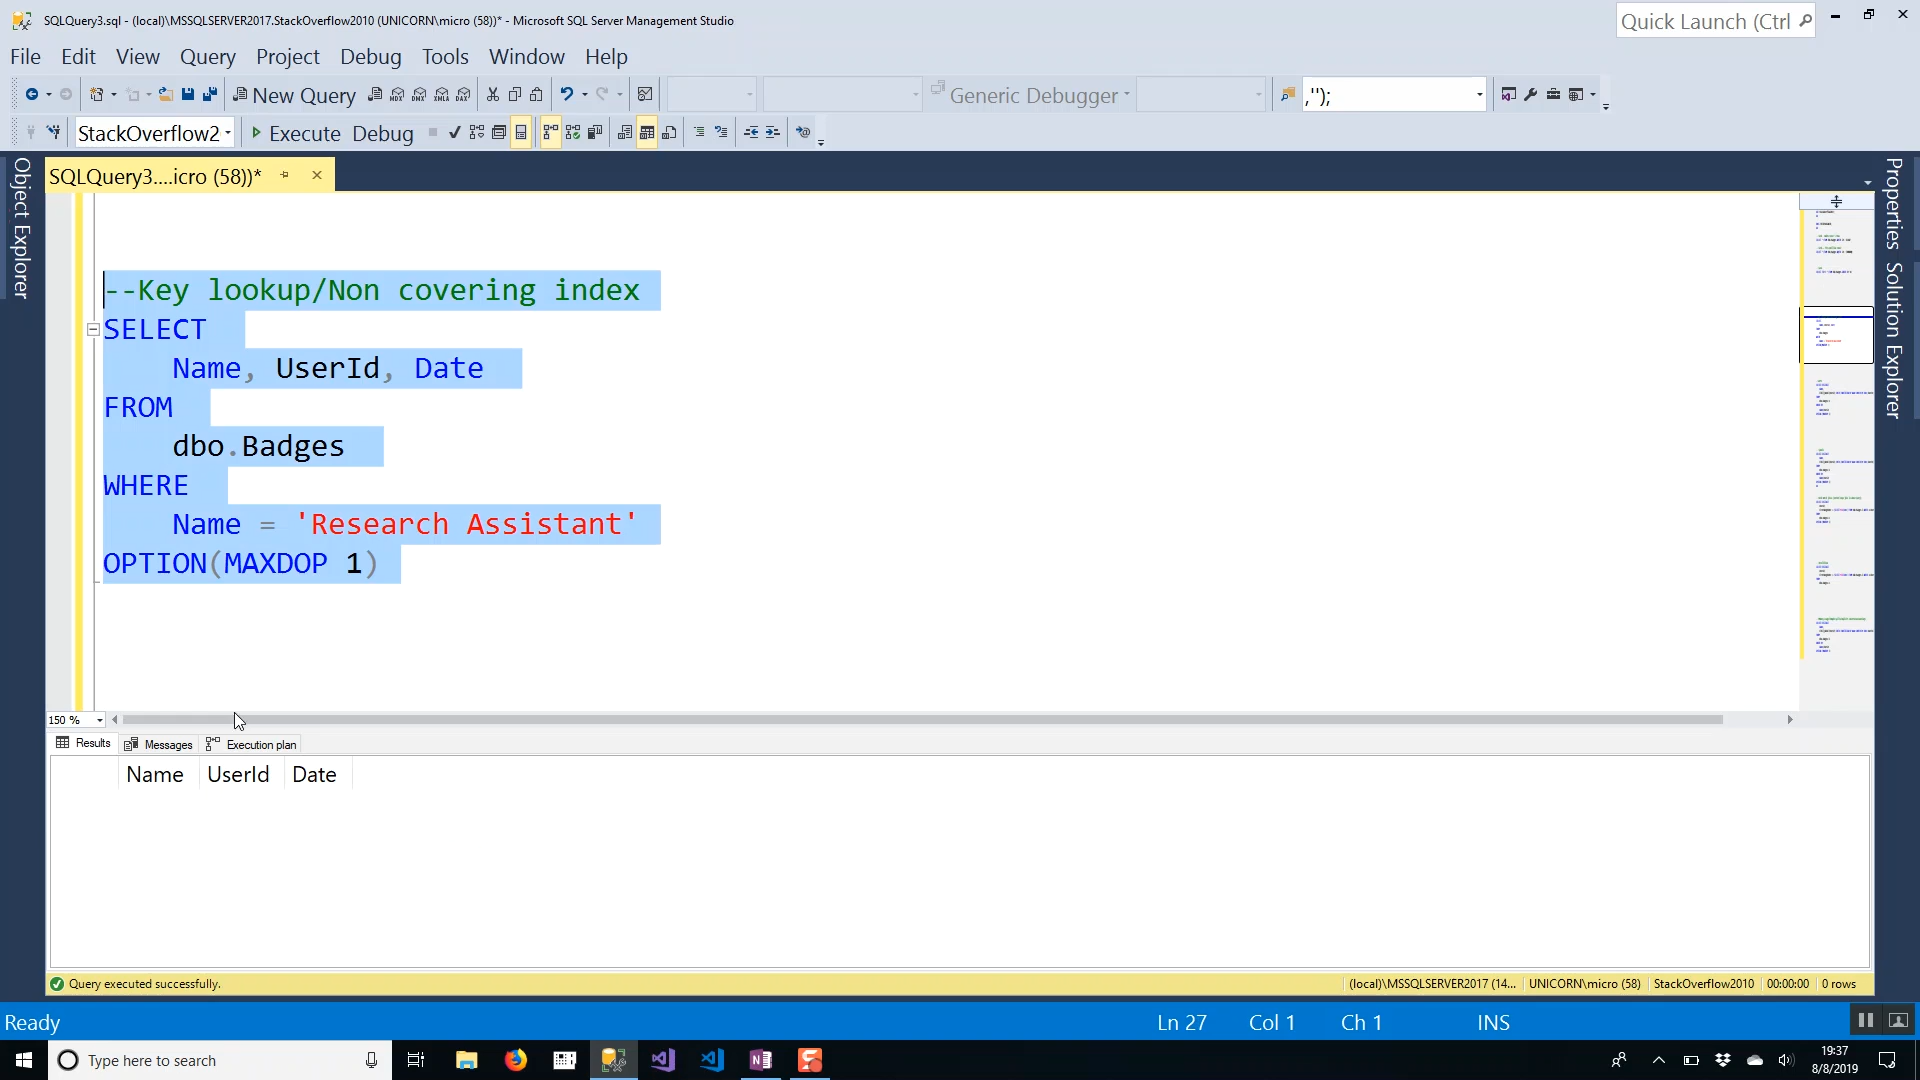 SQLQuery3.sql - (local)\MSSQLSERVER2017.StackOverflow2010 (UNICORN\micro (58))* - Microsoft SQL Server Management Studio
Quick Launch (Ctrl
File Edit View Query Project Debug Tools Window Help
New Query
Generic Debugger
,'');
StackOverflow2
Execute Debug
Object Explorer
SQLQuery3....icro (58))*
Properties
Solution Explorer
--Key lookup/Non covering index
SELECT
Name, UserId, Date
FROM
dbo.Badges
WHERE
Name = 'Research Assistant'
OPTION(MAXDOP 1)
150 %
Results Messages Execution plan
Name UserId Date
Query executed successfully.
(local)\MSSQLSERVER2017 (14... UNICORN\micro (58) StackOverflow2010 00:00:00 0 rows
Ready
Ln 27 Col 1 Ch 1 INS
Type here to search
19:37
8/8/2019